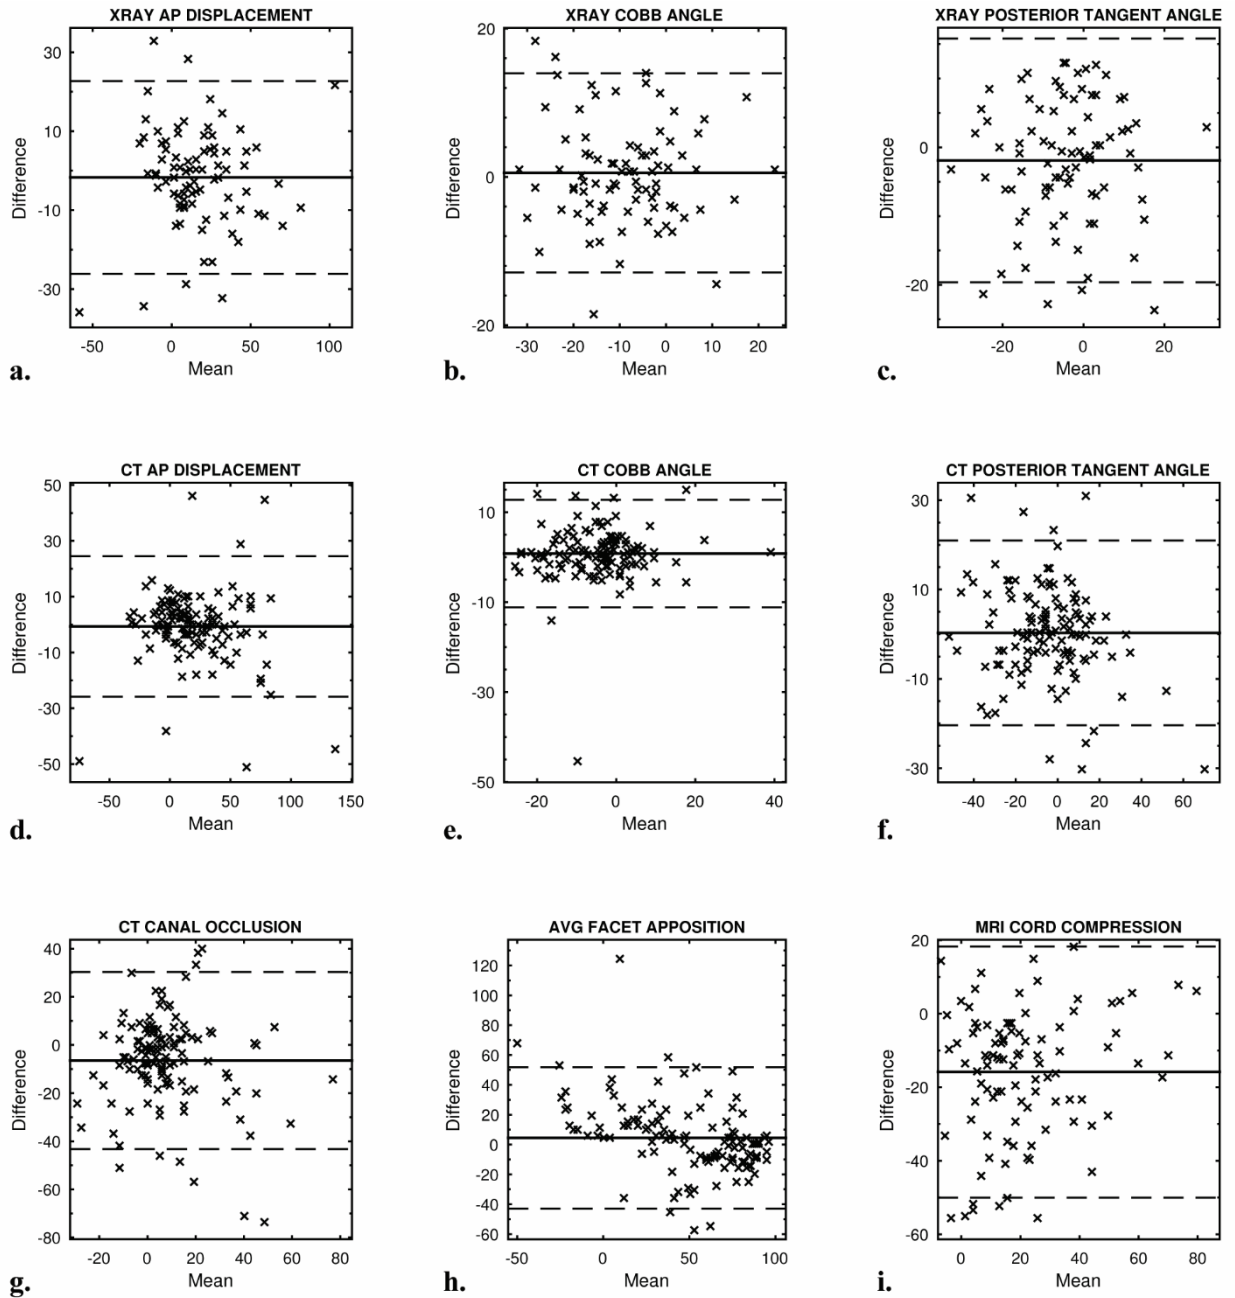 XRAY AP DISPLACEMENT
30
10
-10
-30
Difference
-50
0
50
100
Mean
a.
XRAY COBB ANGLE
20
0
-20
Difference
-30
-20
-10
0
10
20
Mean
b.
XRAY POSTERIOR TANGENT ANGLE
0
-20
Difference
-20
0
20
Mean
c.
CT AP DISPLACEMENT
50
30
10
-10
-30
-50
Difference
-50
0
50
100
150
Mean
d.
CT COBB ANGLE
10
-10
-30
-50
Difference
-20
0
20
40
Mean
e.
CT POSTERIOR TANGENT ANGLE
30
10
-10
-30
Difference
-40
-20
0
20
40
60
Mean
f.
CT CANAL OCCLUSION
40
20
0
-20
-40
-60
-80
Difference
-20
0
20
40
60
80
Mean
g.
AVG FACET APPOSITION
120
100
80
60
40
20
0
-20
-40
-60
Difference
-50
0
50
100
Mean
h.
MRI CORD COMPRESSION
20
0
-20
-40
-60
Difference
0
20
40
60
80
Mean
i.